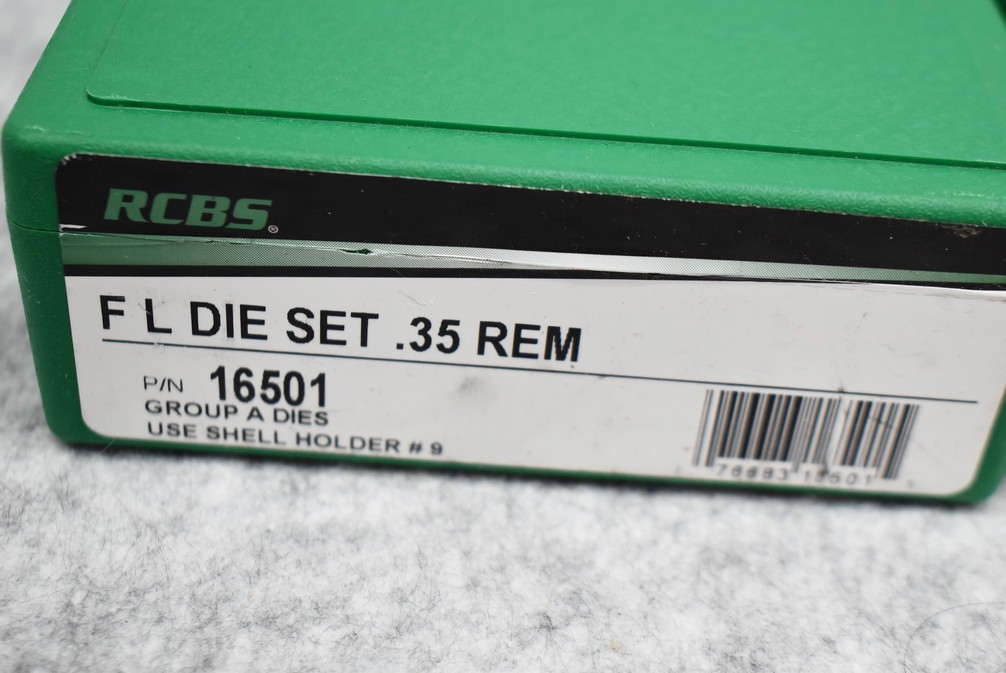 RCBS®
F L DIE SET .35 REM
P/N 16501
GROUP A DIES
USE SHELL HOLDER # 9